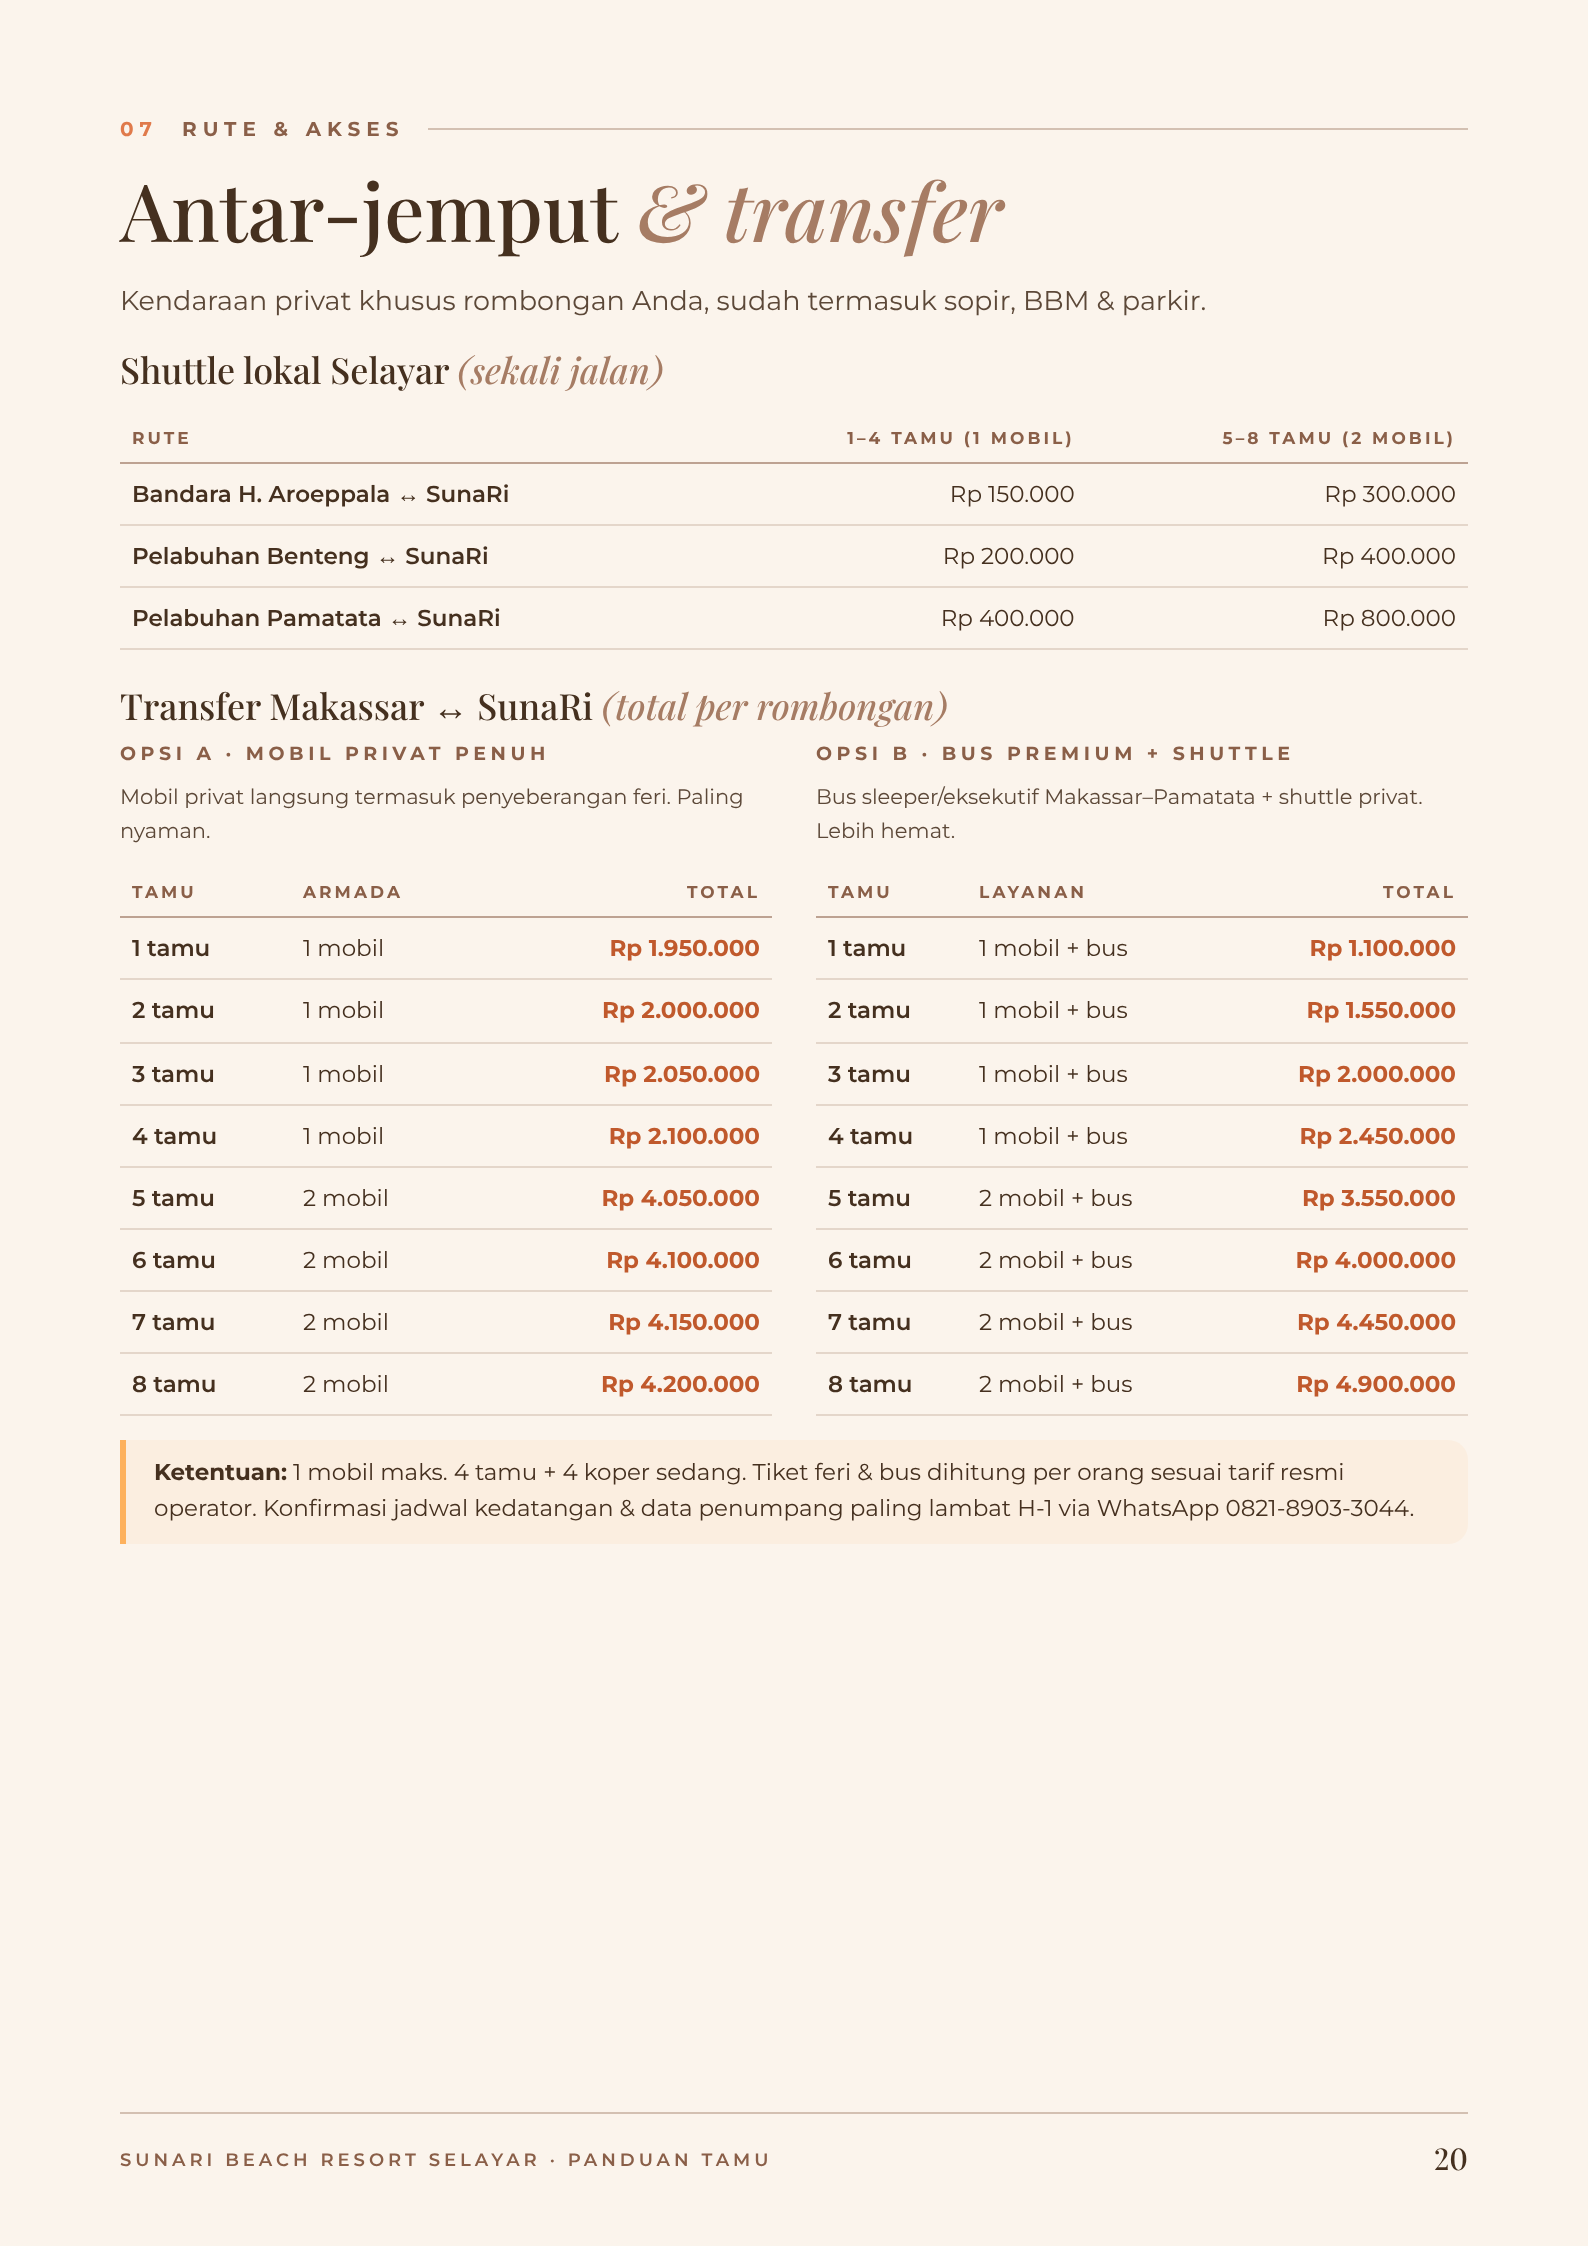 07 RUTE & AKSES
Antar-jemput & transfer
Kendaraan privat khusus rombongan Anda, sudah termasuk sopir, BBM & parkir.
Shuttle lokal Selayar (sekali jalan)
RUTE 1–4 TAMU (1 MOBIL) 5–8 TAMU (2 MOBIL)
Bandara H. Aroeppala ↔ SunaRi Rp 150.000 Rp 300.000
Pelabuhan Benteng ↔ SunaRi Rp 200.000 Rp 400.000
Pelabuhan Pamatata ↔ SunaRi Rp 400.000 Rp 800.000
Transfer Makassar ↔ SunaRi (total per rombongan)
OPSI A · MOBIL PRIVAT PENUH
Mobil privat langsung termasuk penyeberangan feri. Paling
nyaman.
TAMU ARMADA TOTAL
1 tamu 1 mobil Rp 1.950.000
2 tamu 1 mobil Rp 2.000.000
3 tamu 1 mobil Rp 2.050.000
4 tamu 1 mobil Rp 2.100.000
5 tamu 2 mobil Rp 4.050.000
6 tamu 2 mobil Rp 4.100.000
7 tamu 2 mobil Rp 4.150.000
8 tamu 2 mobil Rp 4.200.000
OPSI B · BUS PREMIUM + SHUTTLE
Bus sleeper/eksekutif Makassar–Pamatata + shuttle privat.
Lebih hemat.
TAMU LAYANAN TOTAL
1 tamu 1 mobil + bus Rp 1.100.000
2 tamu 1 mobil + bus Rp 1.550.000
3 tamu 1 mobil + bus Rp 2.000.000
4 tamu 1 mobil + bus Rp 2.450.000
5 tamu 2 mobil + bus Rp 3.550.000
6 tamu 2 mobil + bus Rp 4.000.000
7 tamu 2 mobil + bus Rp 4.450.000
8 tamu 2 mobil + bus Rp 4.900.000
Ketentuan: 1 mobil maks. 4 tamu + 4 koper sedang. Tiket feri & bus dihitung per orang sesuai tarif resmi
operator. Konfirmasi jadwal kedatangan & data penumpang paling lambat H-1 via WhatsApp 0821-8903-3044.
SUNARI BEACH RESORT SELAYAR · PANDUAN TAMU 20